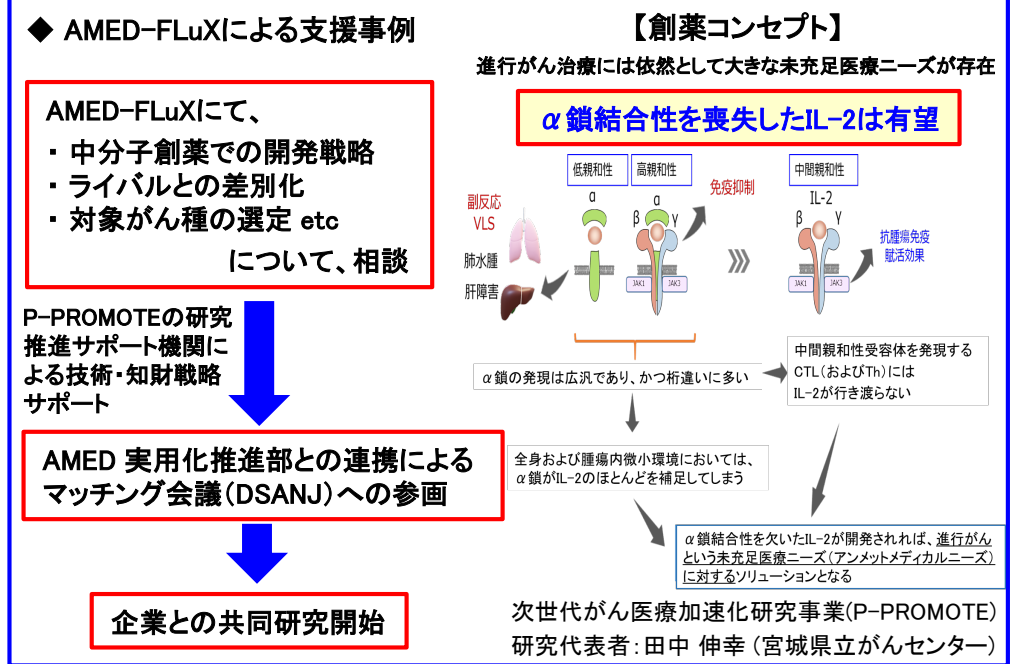 ◆ AMED-FLuXによる支援事例
AMED-FLuXにて、
・ 中分子創薬での開発戦略
・ ライバルとの差別化
・ 対象がん種の選定 etc
について、相談
P-PROMOTEの研究
推進サポート機関に
よる技術・知財戦略
サポート
AMED 実用化推進部との連携による
マッチング会議(DSANJ)への参画
企業との共同研究開始
【創薬コンセプト】
進行がん治療には依然として大きな未充足医療ニーズが存在
α鎖結合性を喪失したIL-2は有望
低親和性
高親和性
中間親和性
α
α
β
γ
IL-2
β
γ
副反応
VLS
肺水腫
肝障害
免疫抑制
抗腫瘍免疫
賦活効果
JAK1
JAK3
JAK1
JAK3
α鎖の発現は広汎であり、かつ桁違いに多い
中間親和性受容体を発現する
CTL(およびTh)には
IL-2が行き渡らない
全身および腫瘍内微小環境においては、
α鎖がIL-2のほとんどを補足してしまう
α鎖結合性を欠いたIL-2が開発されれば、進行がん
という未充足医療ニーズ(アンメットメディカルニーズ)
に対するソリューションとなる
次世代がん医療加速化研究事業(P-PROMOTE)
研究代表者:田中 伸幸 (宮城県立がんセンター)